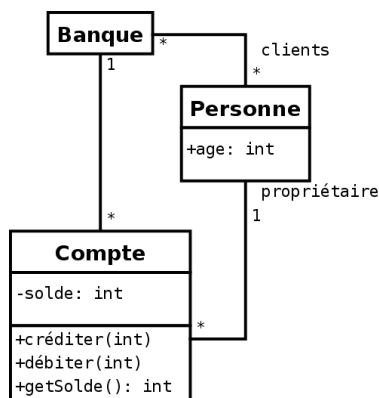 Banque
*
clients
1
*
Personne
+age: int
propriétaire
1
*
Compte
-solde: int
*
+créditer(int)
+débiter(int)
+getSolde(): int